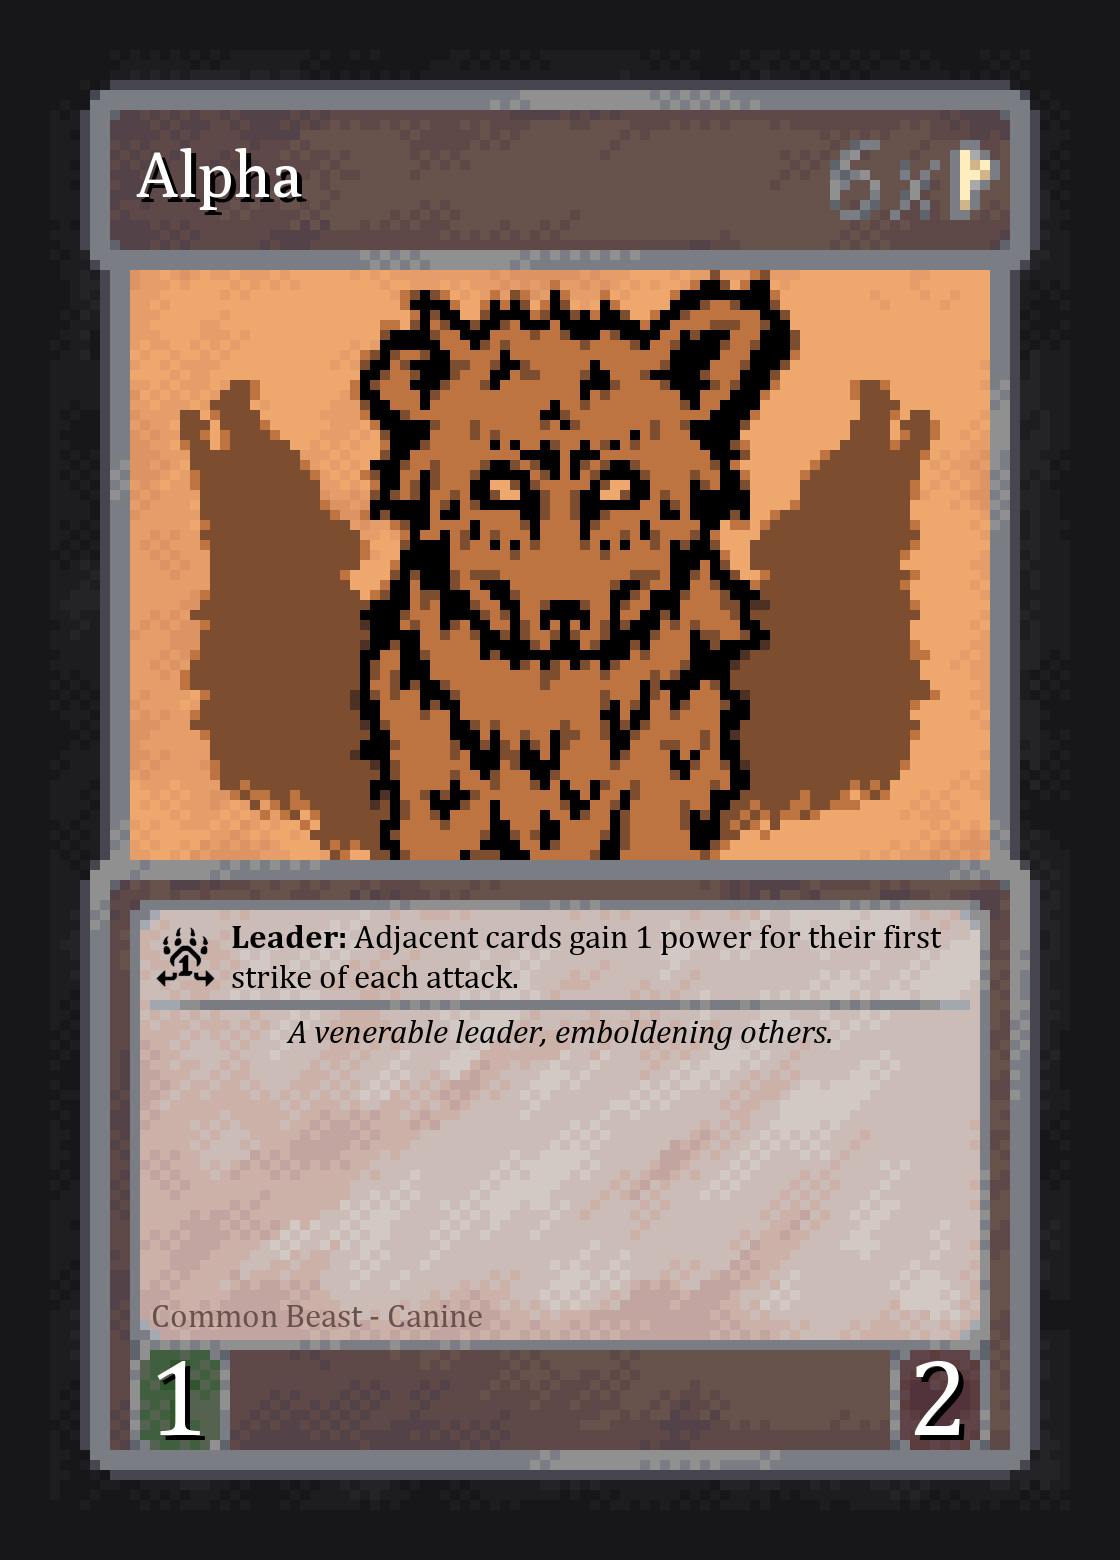 Alpha
6x
Leader: Adjacent cards gain 1 power for their first
strike of each attack.
A venerable leader, emboldening others.
Common Beast - Canine
1
2